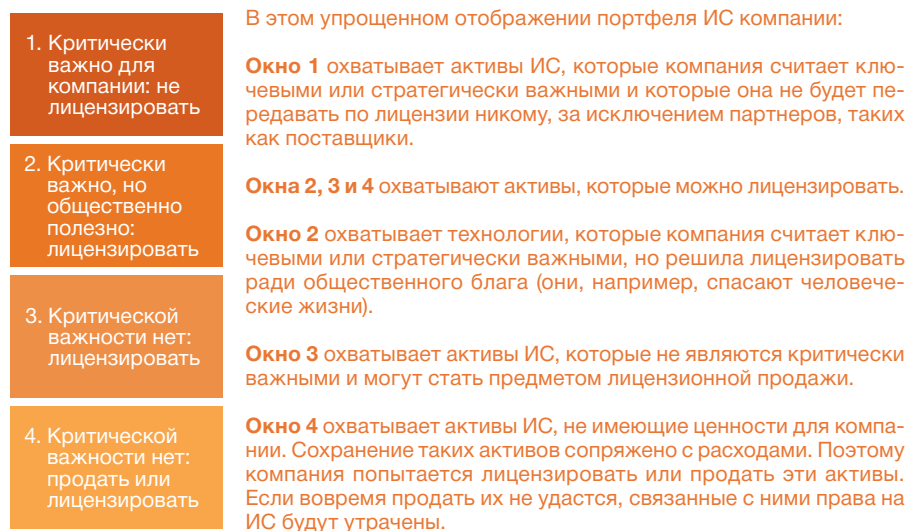 1. Критически
важно для
компании: не
лицензировать
2. Критически
важно, но
общественно
полезно:
лицензировать
3. Критической
важности нет:
лицензировать
4. Критической
важности нет:
продать или
лицензировать
В этом упрощенном отображении портфеля ИС компании:
Окно 1 охватывает активы ИС, которые компания считает клю-
чевыми или стратегически важными и которые она не будет пе-
редавать по лицензии никому, за исключением партнеров, таких
как поставщики.
Окна 2, 3 и 4 охватывают активы, которые можно лицензировать.
Окно 2 охватывает технологии, которые компания считает клю-
чевыми или стратегически важными, но решила лицензировать
ради общественного блага (они, например, спасают человече-
ские жизни).
Окно 3 охватывает активы ИС, которые не являются критически
важными и могут стать предметом лицензионной продажи.
Окно 4 охватывает активы ИС, не имеющие ценности для компа-
нии. Сохранение таких активов сопряжено с расходами. Поэтому
компания попытается лицензировать или продать эти активы.
Если вовремя продать их не удастся, связанные с ними права на
ИС будут утрачены.